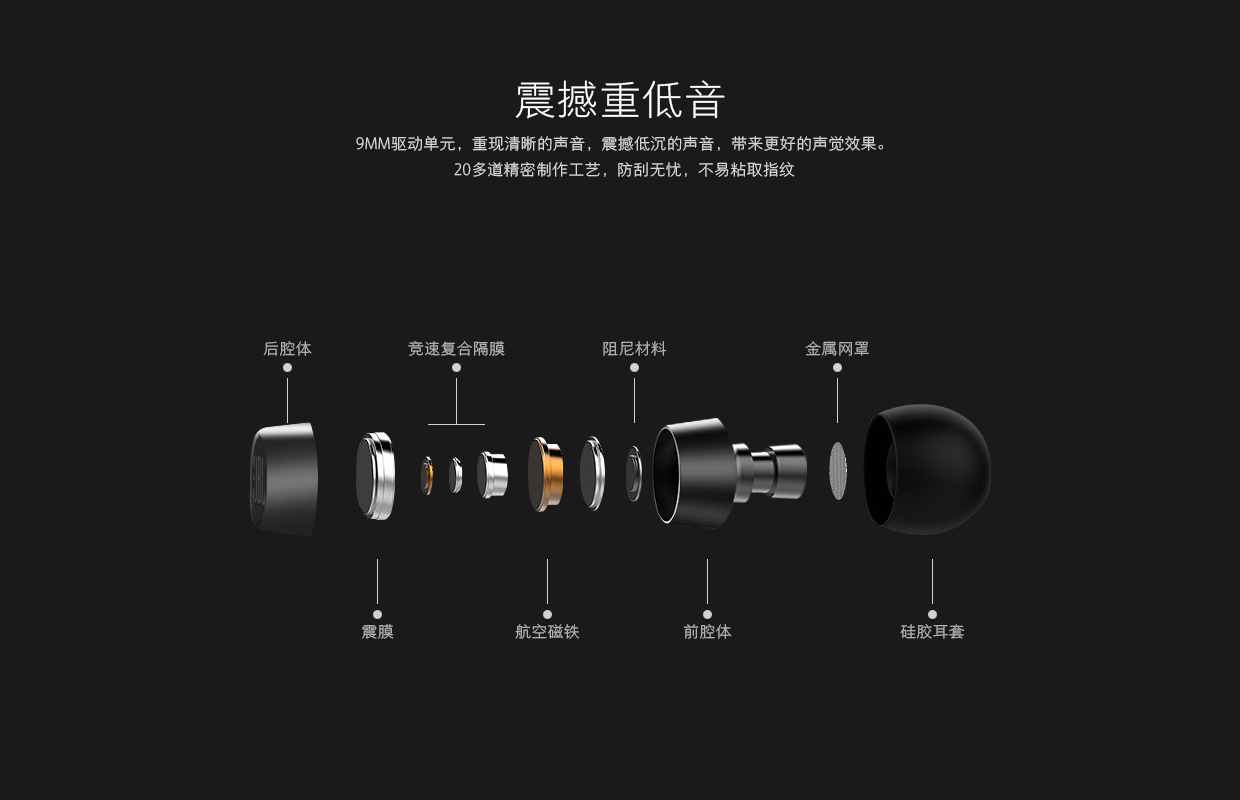 震撼重低音
9MM驱动单元，重现清晰的声音，震撼低沉的声音，带来更好的声觉效果。
20多道精密制作工艺，防刮无忧，不易粘取指纹
后腔体
竞速复合隔膜
阻尼材料
金属网罩
JBL
震膜
航空磁铁
前腔体
硅胶耳套